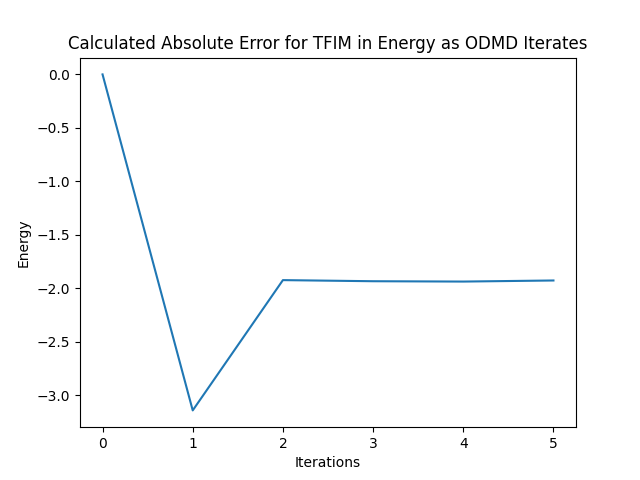 Calculated Absolute Error for TFIM in Energy as ODMD Iterates
0.0
−0.5
−1.0
−1.5
−2.0
−2.5
−3.0
Energy
0 1 2 3 4 5
Iterations